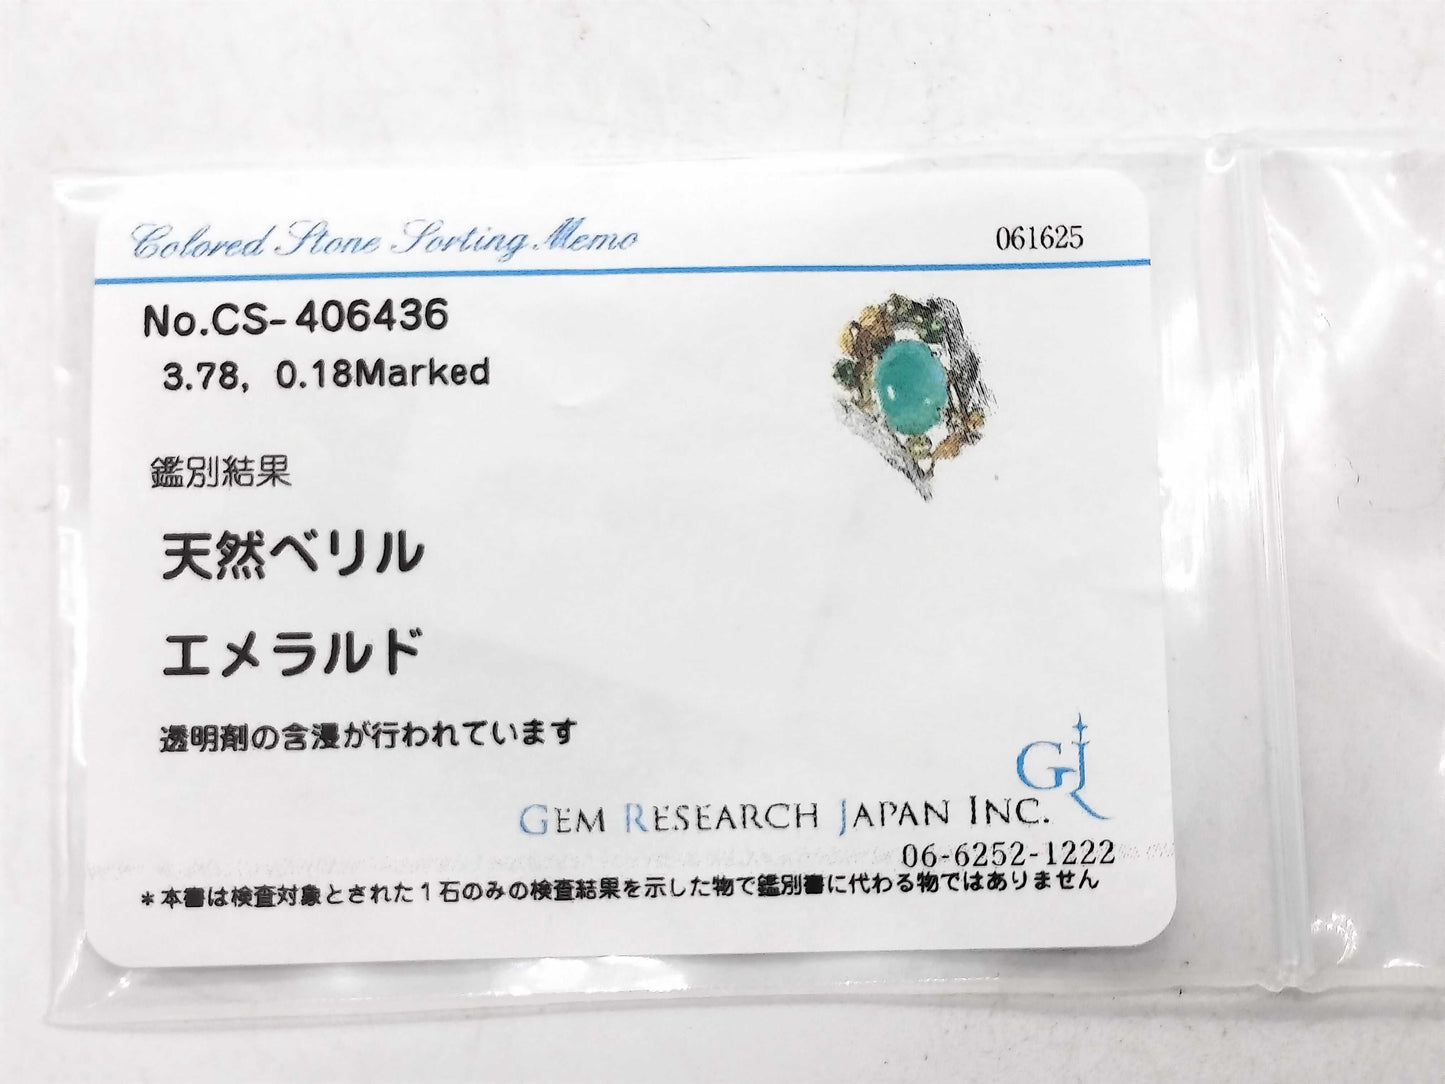 Colored Stone Sorting Memo
061625
No.CS-406436
3.78, 0.18Marked
鑑別結果
天然ベリル
エメラルド
透明剤の含浸が行われています
GJR
GEM RESEARCH JAPAN INC.
06-6252-1222
*本書は検査対象とされた1石のみの検査結果を示した物で鑑別書に代わる物ではありません